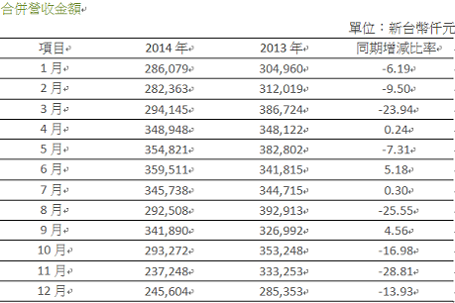 合併營收金額
單位：新台幣仟元
項目 2014 年 2013 年 同期增減比率
1 月 286,079 304,960 -6.19
2 月 282,363 312,019 -9.50
3 月 294,145 386,724 -23.94
4 月 348,948 348,122 0.24
5 月 354,821 382,802 -7.31
6 月 359,511 341,815 5.18
7 月 345,738 344,715 0.30
8 月 292,508 392,913 -25.55
9 月 341,890 326,992 4.56
10 月 293,272 353,248 -16.98
11 月 237,248 333,253 -28.81
12 月 245,604 285,353 -13.93